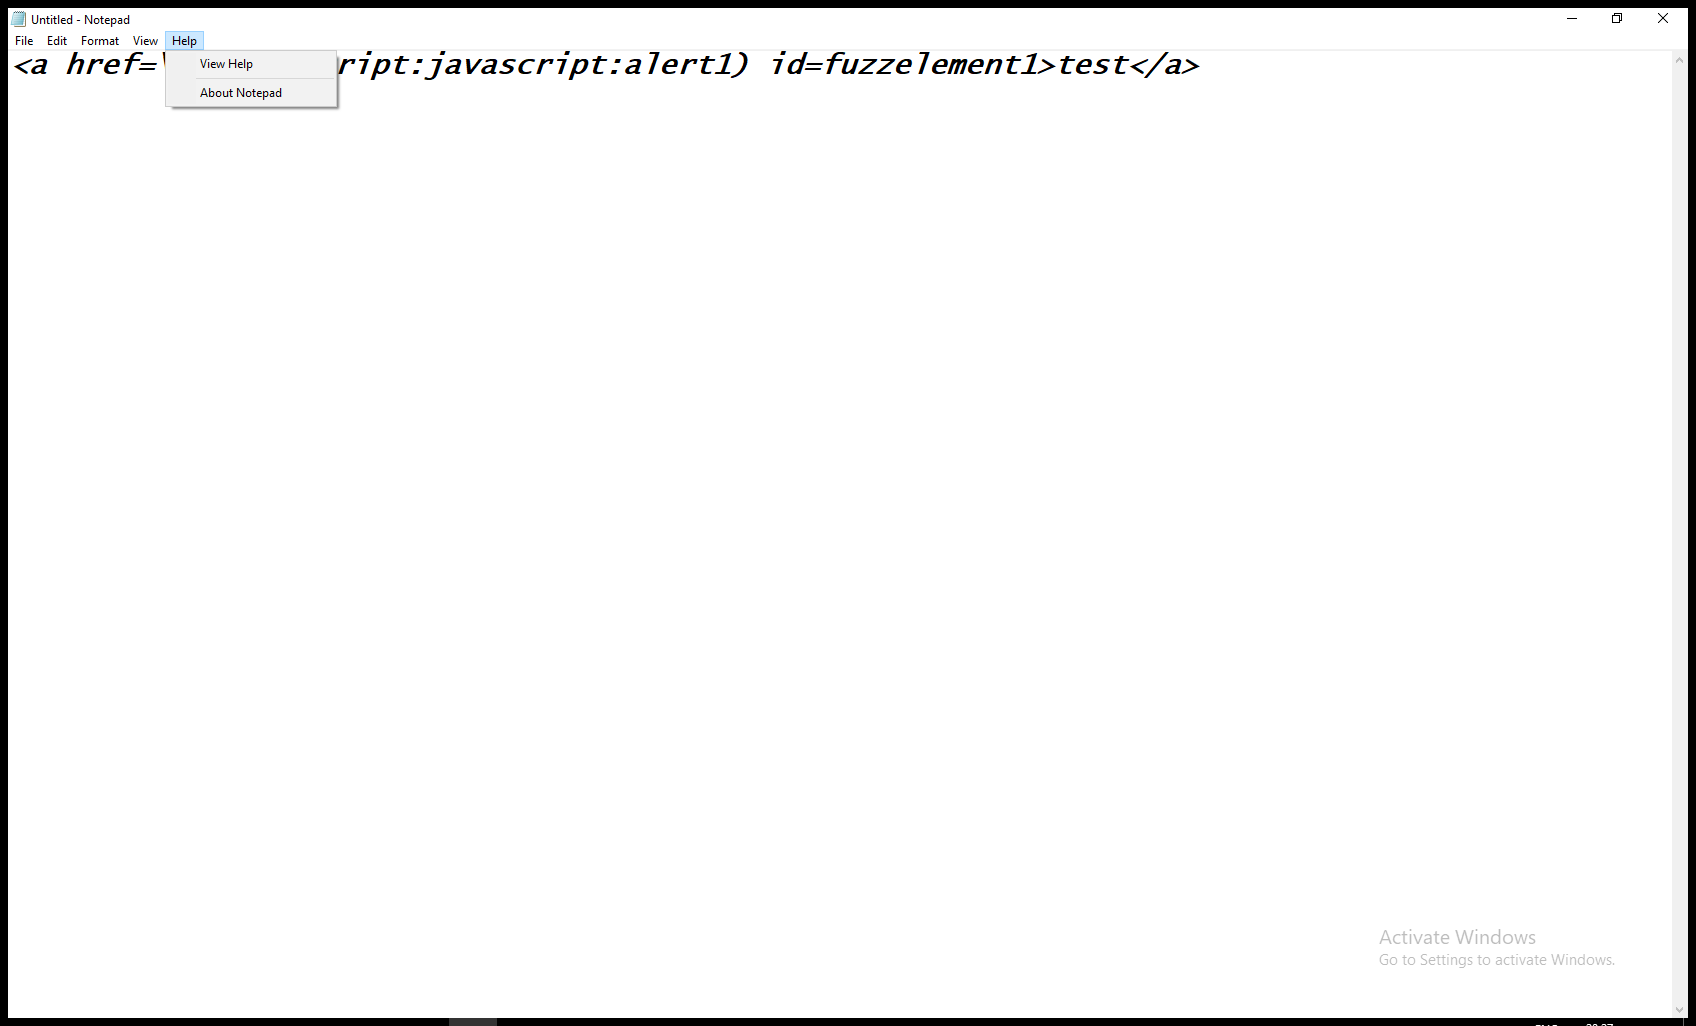 Untitled - Notepad
File Edit Format View Help
<a href= ript:javascript:alert1) id=fuzzelement1>test</a>
View Help
About Notepad
Activate Windows
Go to Settings to activate Windows.